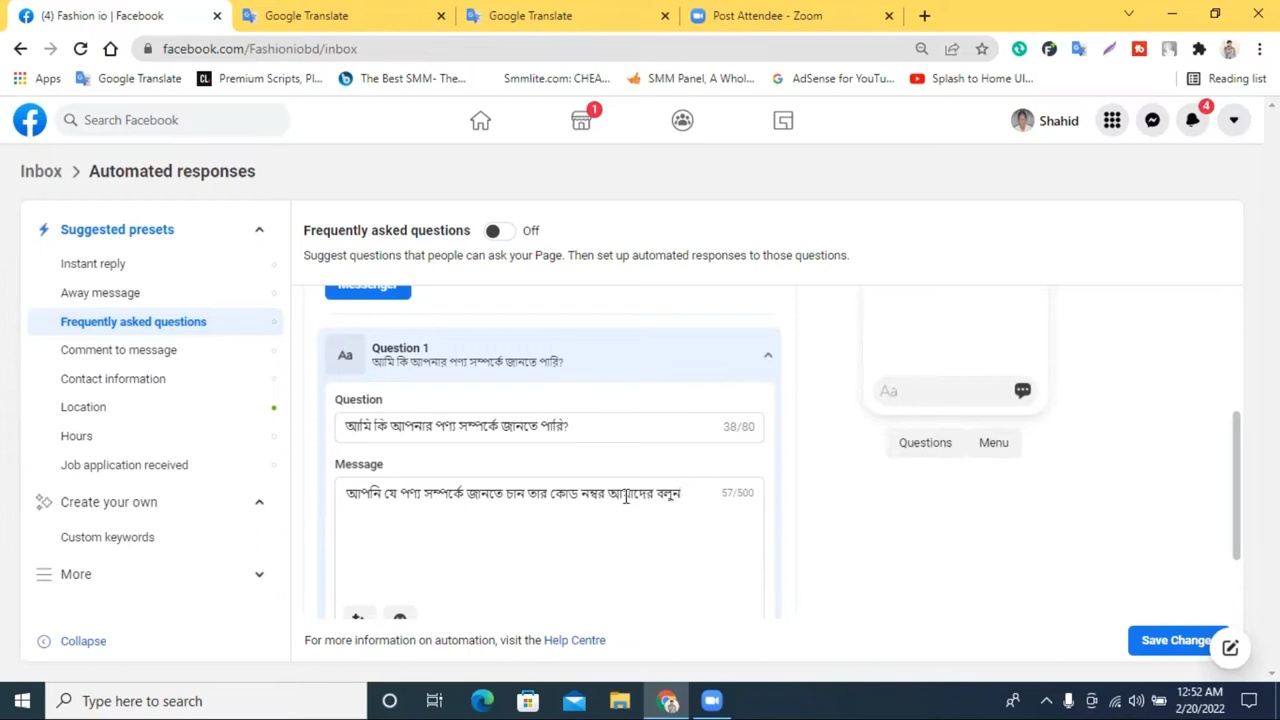 (4) Fashion io | Facebook
Google Translate
Google Translate
Post Attendee - Zoom
facebook.com/Fashioniobd/inbox
Apps
Google Translate
Premium Scripts, Pl...
The Best SMM- The...
Smmlite.com: CHEA...
SMM Panel, A Whol...
AdSense for YouTu...
Splash to Home UI...
Reading list
Search Facebook
1
Shahid
4
Inbox > Automated responses
Suggested presets
Instant reply
Away message
Frequently asked questions
Comment to message
Contact information
Location
Hours
Job application received
Create your own
Custom keywords
More
Collapse
Frequently asked questions
Off
Suggest questions that people can ask your Page. Then set up automated responses to those questions.
Messenger
Aa
Question 1
আমি কি আপনার পণ্য সম্পর্কে জানতে পারি?
Question
আমি কি আপনার পণ্য সম্পর্কে জানতে পারি?
38/80
Message
আপনি যে পণ্য সম্পর্কে জানতে চান তার কোড নম্বর আমাদের বলুন
57/500
Aa
Questions
Menu
For more information on automation, visit the Help Centre
Save Change
Type here to search
12:52 AM
2/20/2022